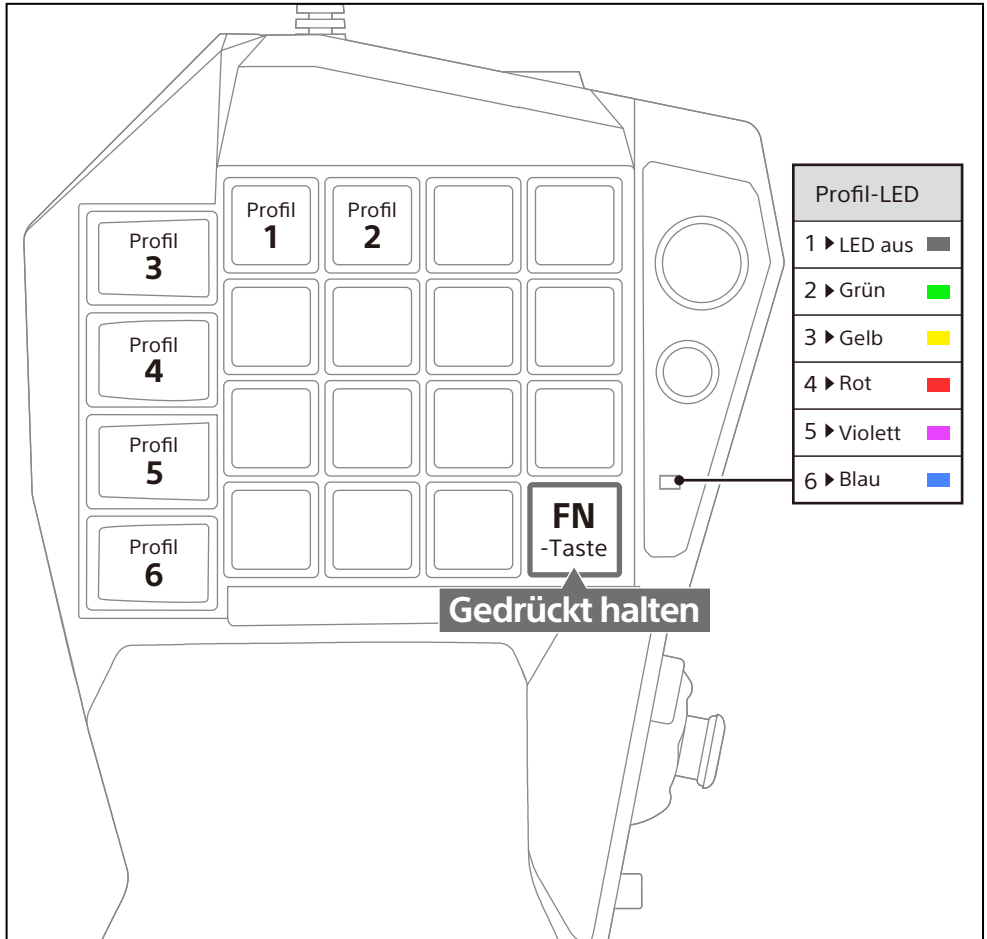 Profil
1
Profil
2
Profil
3
Profil
4
Profil
5
Profil
6
FN
-Taste
Gedrückt halten
Profil-LED
1 ▶ LED aus
2 ▶ Grün
3 ▶ Gelb
4 ▶ Rot
5 ▶ Violett
6 ▶ Blau